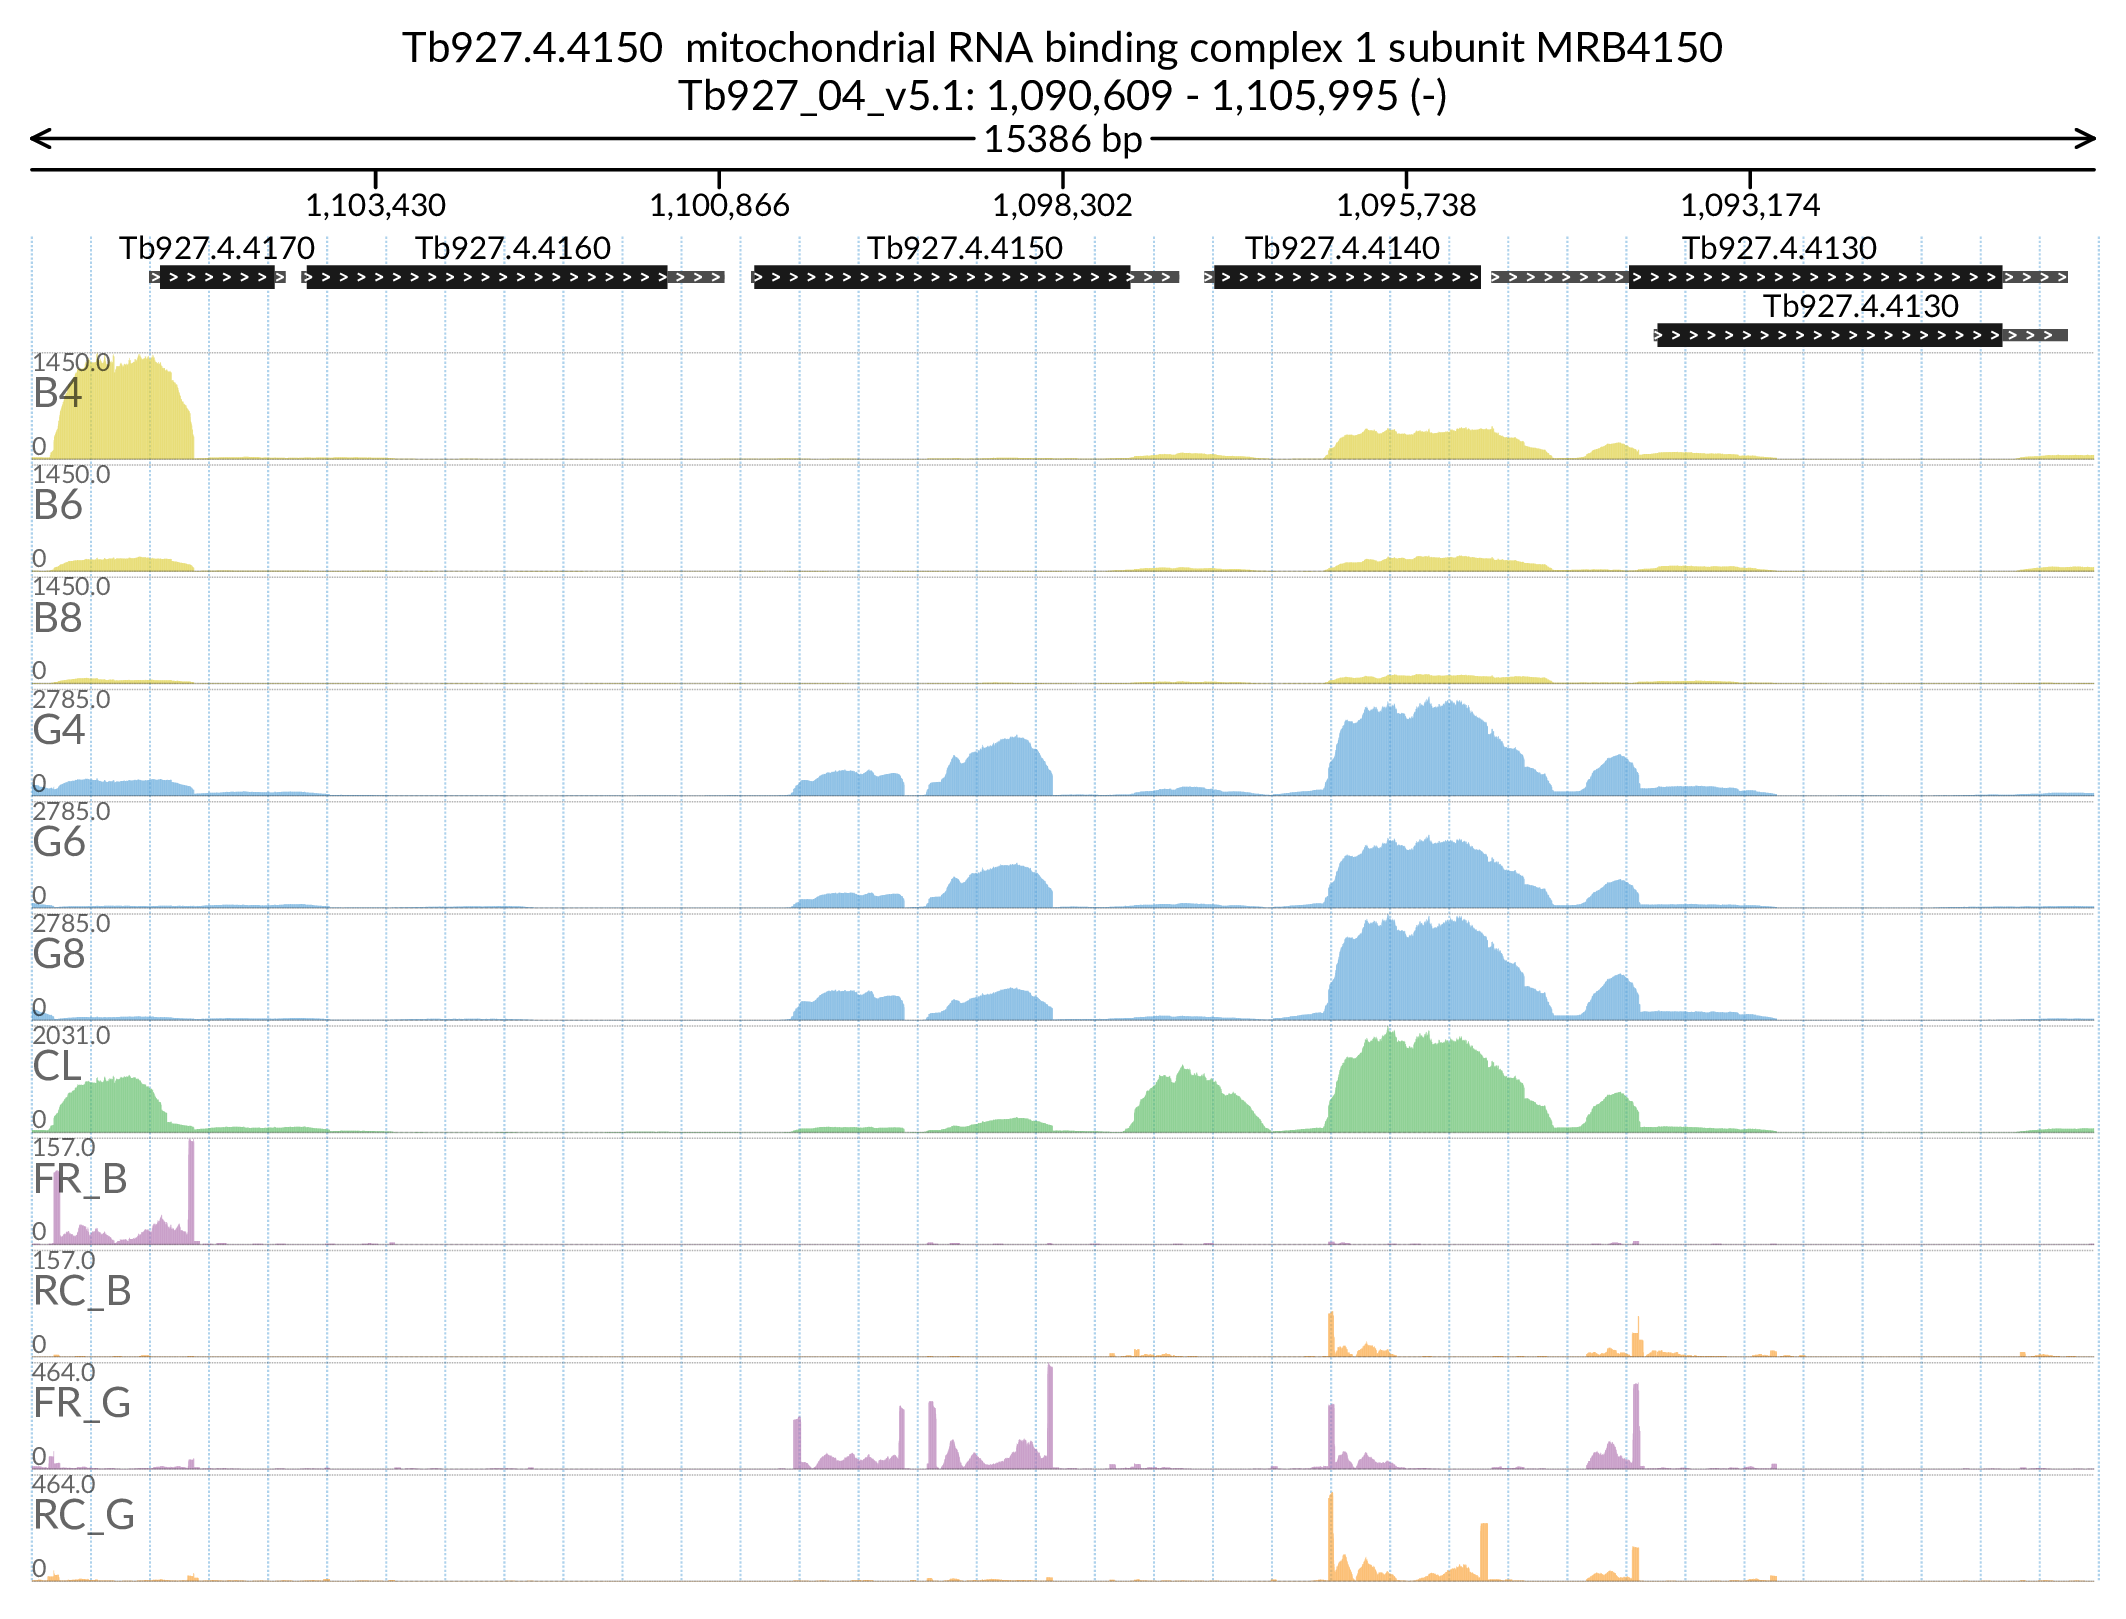 Tb927.4.4150  mitochondrial RNA binding complex 1 subunit MRB4150
Tb927_04_v5.1: 1,090,609 - 1,105,995 (-)
15386 bp
1,103,430 1,100,866 1,098,302 1,095,738 1,093,174
Tb927.4.4170 Tb927.4.4160 Tb927.4.4150 Tb927.4.4140 Tb927.4.4130
Tb927.4.4130
1450.0
B4
0
1450.0
B6
0
1450.0
B8
0
2785.0
G4
0
2785.0
G6
0
2785.0
G8
0
2031.0
CL
0
157.0
FR_B
0
157.0
RC_B
0
464.0
FR_G
0
464.0
RC_G
0